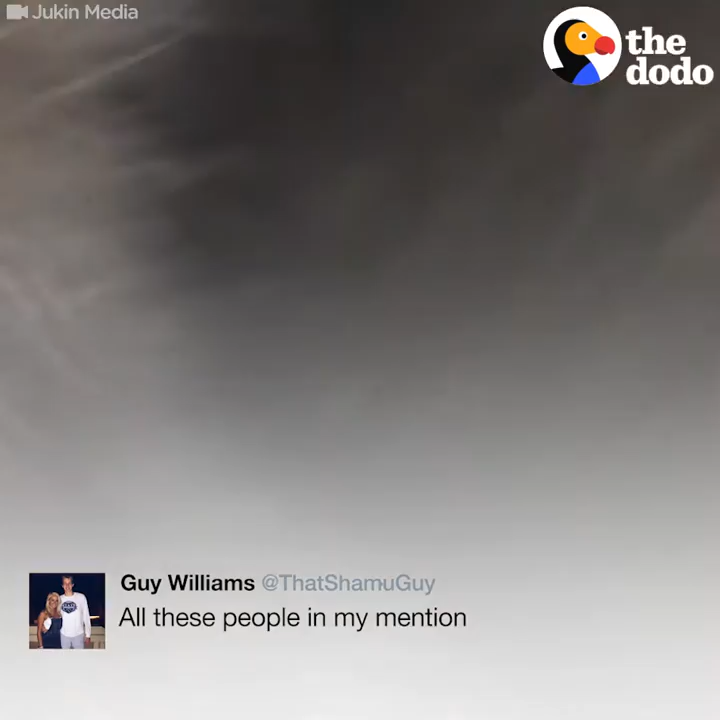 Jukin Media
the
dodo
Guy Williams @ThatShamuGuy
All these people in my mention